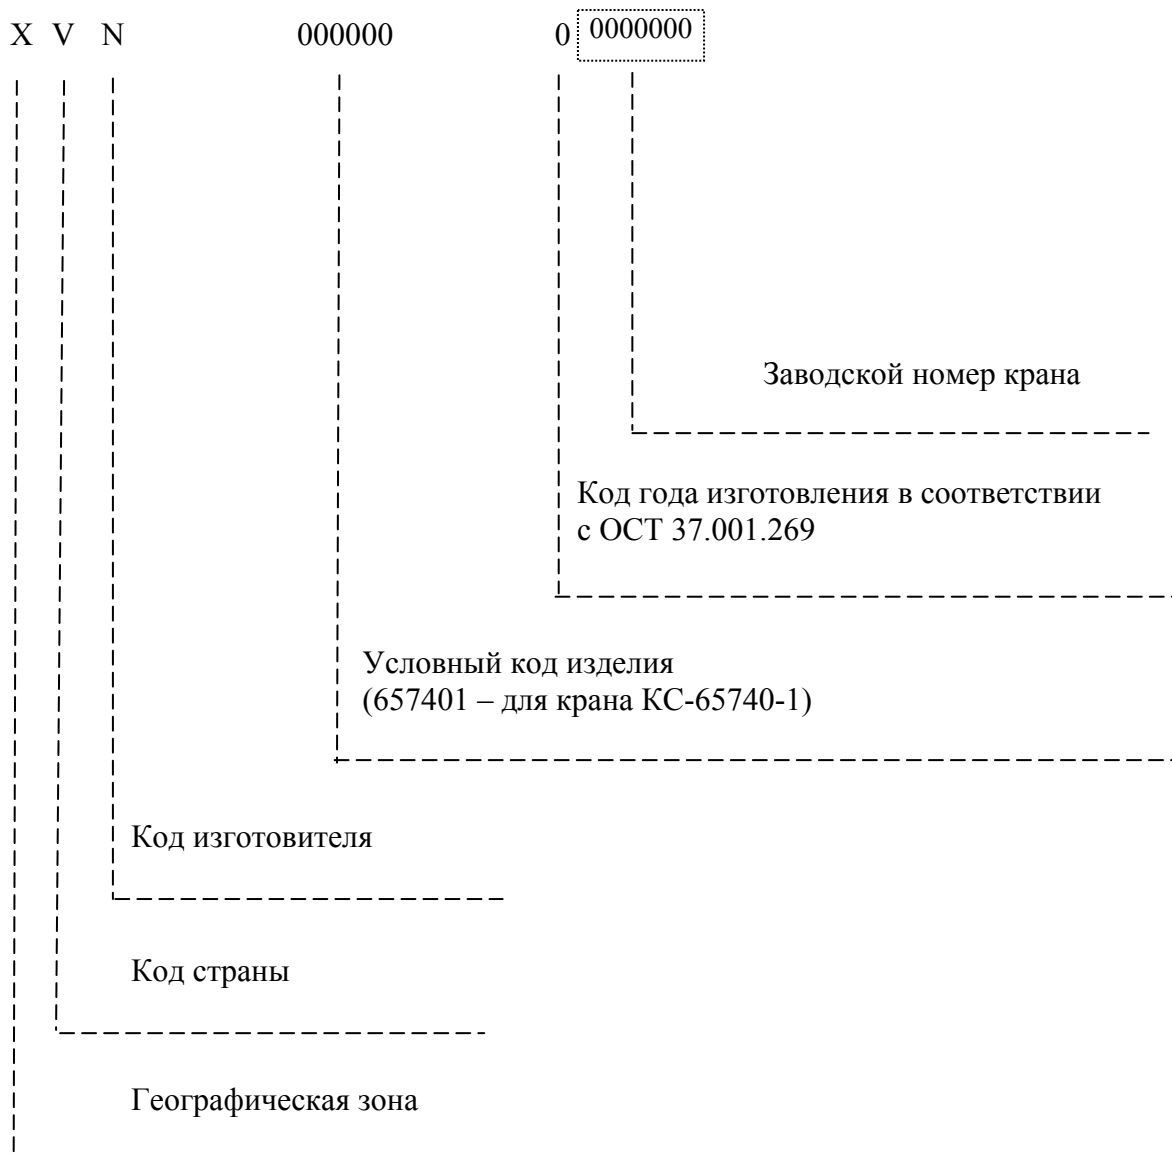 X V N 000000 0 0000000
Заводской номер крана
Код года изготовления в соответствии
с ОСТ 37.001.269
Условный код изделия
(657401 – для крана КС-65740-1)
Код изготовителя
Код страны
Географическая зона